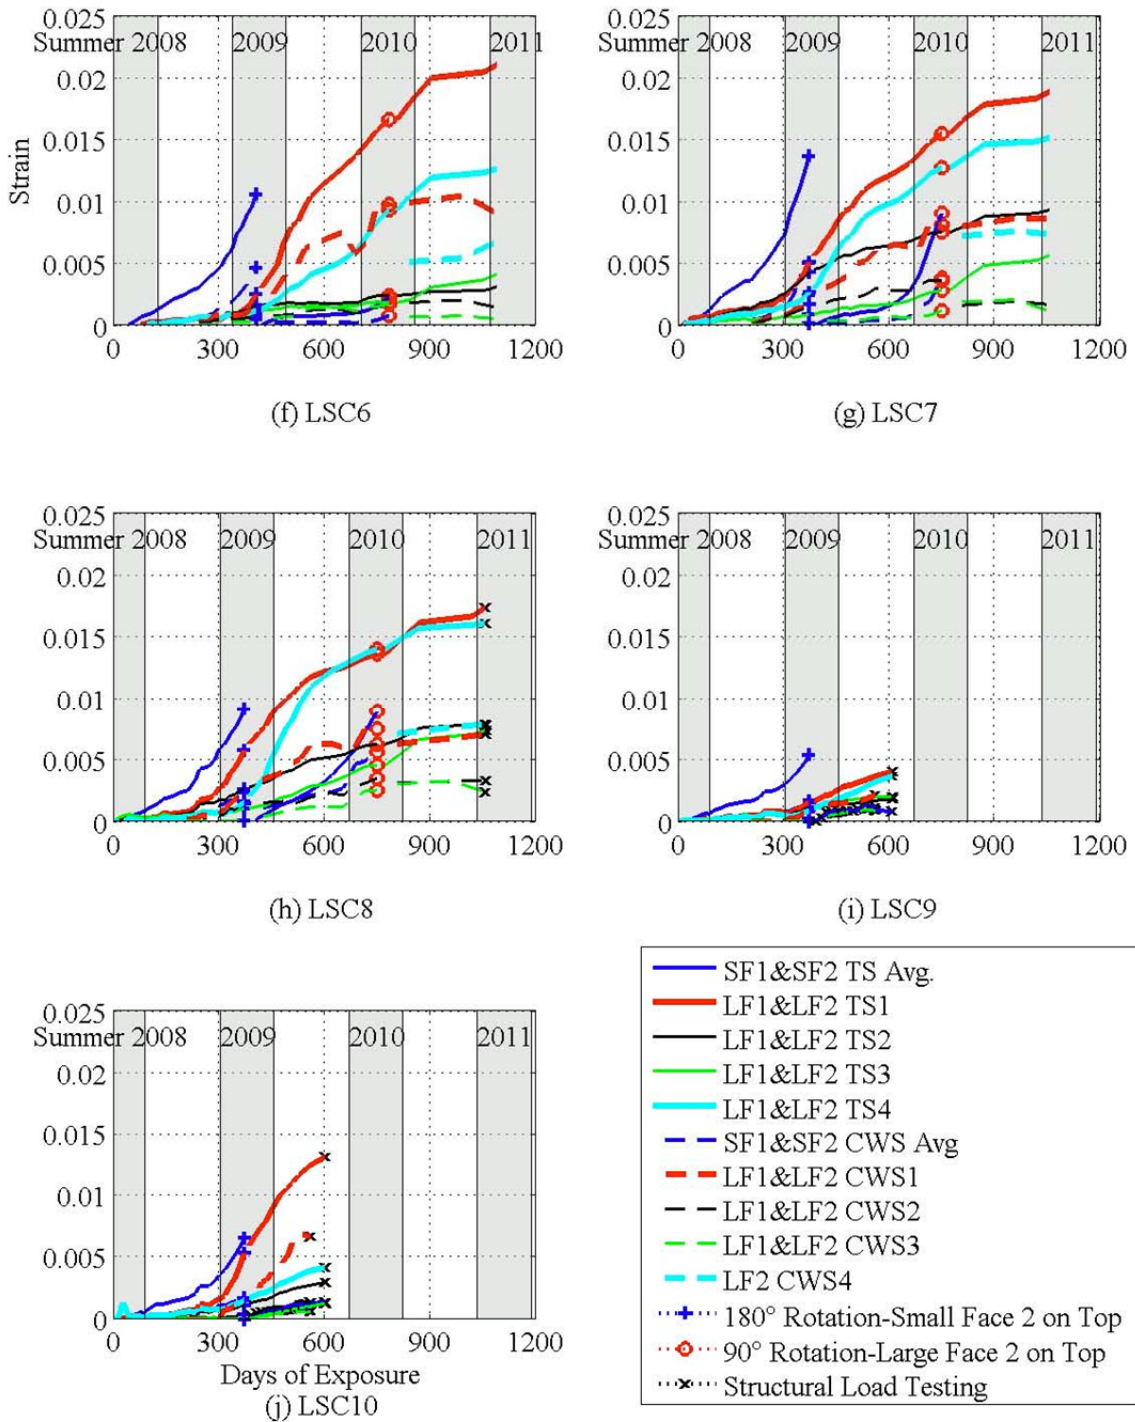 0.025
Summer 2008
2009
2010
2011
0.02
0.015
0.01
0.005
0
Strain
0 300 600 900 1200
(f) LSC6
0.025
Summer 2008
2009
2010
2011
0.02
0.015
0.01
0.005
0
0 300 600 900 1200
(g) LSC7
0.025
Summer 2008
2009
2010
2011
0.02
0.015
0.01
0.005
0
0 300 600 900 1200
(h) LSC8
0.025
Summer 2008
2009
2010
2011
0.02
0.015
0.01
0.005
0
0 300 600 900 1200
(i) LSC9
0.025
Summer 2008
2009
2010
2011
0.02
0.015
0.01
0.005
0
0 300 600 900 1200
Days of Exposure
(j) LSC10
SF1&SF2 TS Avg.
LF1&LF2 TS1
LF1&LF2 TS2
LF1&LF2 TS3
LF1&LF2 TS4
SF1&SF2 CWS Avg
LF1&LF2 CWS1
LF1&LF2 CWS2
LF1&LF2 CWS3
LF2 CWS4
180° Rotation-Small Face 2 on Top
90° Rotation-Large Face 2 on Top
Structural Load Testing